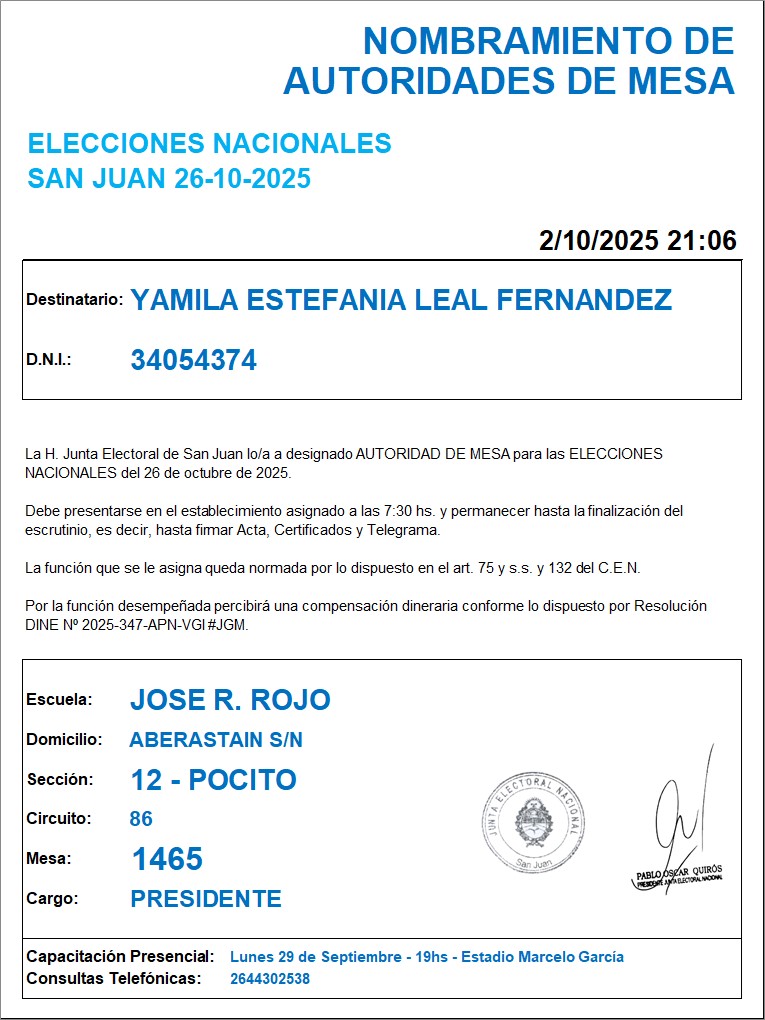 NOMBRAMIENTO DE
AUTORIDADES DE MESA
ELECCIONES NACIONALES
SAN JUAN 26-10-2025
2/10/2025 21:06
Destinatario: YAMILA ESTEFANIA LEAL FERNANDEZ
D.N.I.: 34054374
La H. Junta Electoral de San Juan lo/a a designado AUTORIDAD DE MESA para las ELECCIONES
NACIONALES del 26 de octubre de 2025.
Debe presentarse en el establecimiento asignado a las 7:30 hs. y permanecer hasta la finalización del
escrutinio, es decir, hasta firmar Acta, Certificados y Telegrama.
La función que se le asigna queda normada por lo dispuesto en el art. 75 y s.s. y 132 del C.E.N.
Por la función desempeñada percibirá una compensación dineraria conforme lo dispuesto por Resolución
DINE Nº 2025-347-APN-VGI #JGM.
Escuela: JOSE R. ROJO
Domicilio: ABERASTAIN S/N
Sección: 12 - POCITO
Circuito: 86
Mesa: 1465
Cargo: PRESIDENTE
JUNTA ELECTORAL NACIONAL
San Juan
PABLO OSCAR QUIRÓS
PRESIDENTE JUNTA ELECTORAL NACIONAL
Capacitación Presencial: Lunes 29 de Septiembre - 19hs - Estadio Marcelo García
Consultas Telefónicas: 2644302538